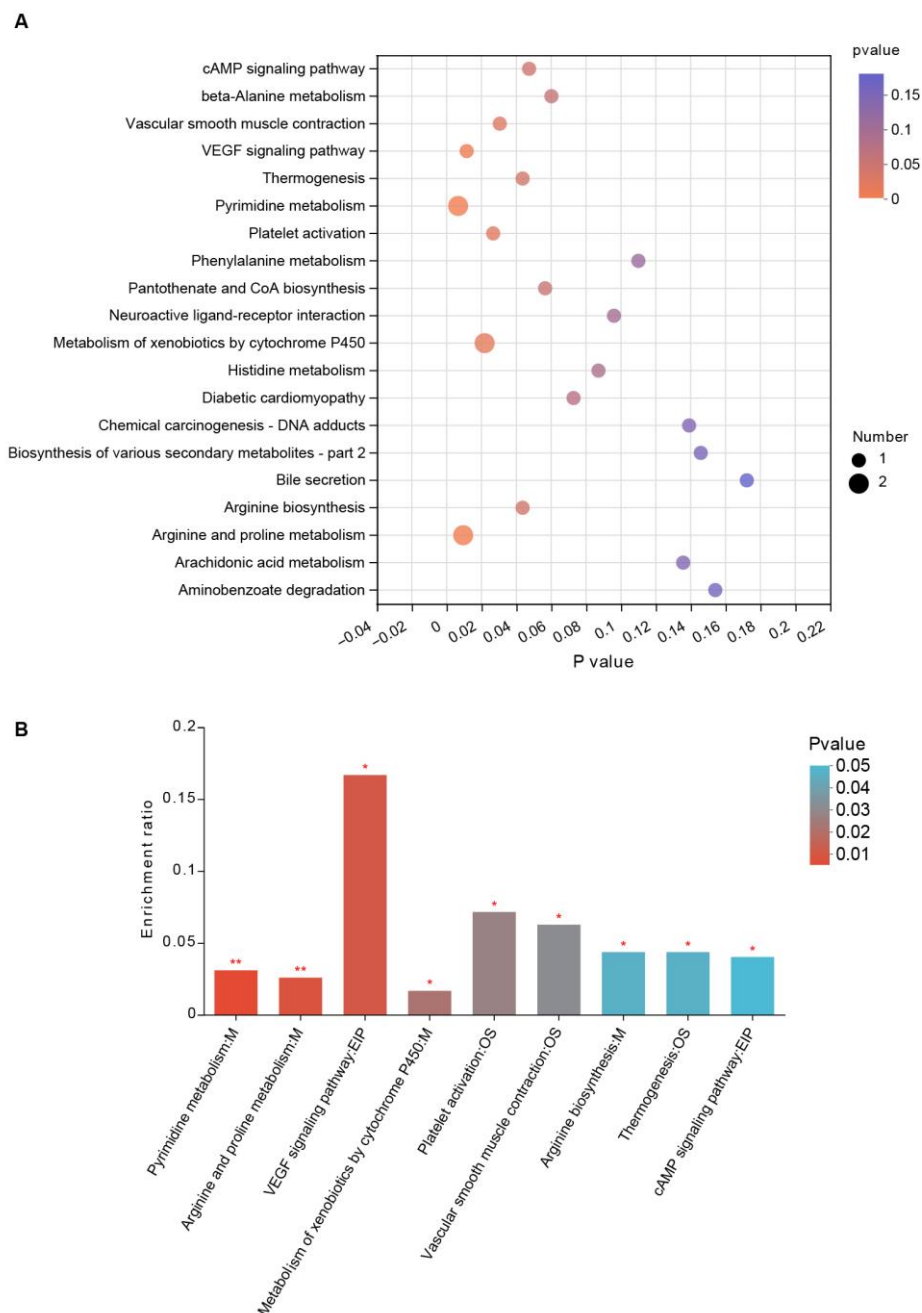 A
cAMP signaling pathway
beta-Alanine metabolism
Vascular smooth muscle contraction
VEGF signaling pathway
Thermogenesis
Pyrimidine metabolism
Platelet activation
Phenylalanine metabolism
Pantothenate and CoA biosynthesis
Neuroactive ligand-receptor interaction
Metabolism of xenobiotics by cytochrome P450
Histidine metabolism
Diabetic cardiomyopathy
Chemical carcinogenesis - DNA adducts
Biosynthesis of various secondary metabolites - part 2
Bile secretion
Arginine biosynthesis
Arginine and proline metabolism
Arachidonic acid metabolism
Aminobenzoate degradation
−0.04 −0.02 0 0.02 0.04 0.06 0.08 0.1 0.12 0.14 0.16 0.18 0.2 0.22
P value
pvalue
0.15
0.10
0.05
0
Number
1
2
B
Enrichment ratio
0.2
0.15
0.1
0.05
0
**
**
*
*
*
*
*
*
*
Pyrimidine metabolism:M
Arginine and proline metabolism:M
VEGF signaling pathway:EIP
Metabolism of xenobiotics by cytochrome P450:M
Platelet activation:OS
Vascular smooth muscle contraction:OS
Arginine biosynthesis:M
Thermogenesis:OS
cAMP signaling pathway:EIP
Pvalue
0.05
0.04
0.03
0.02
0.01